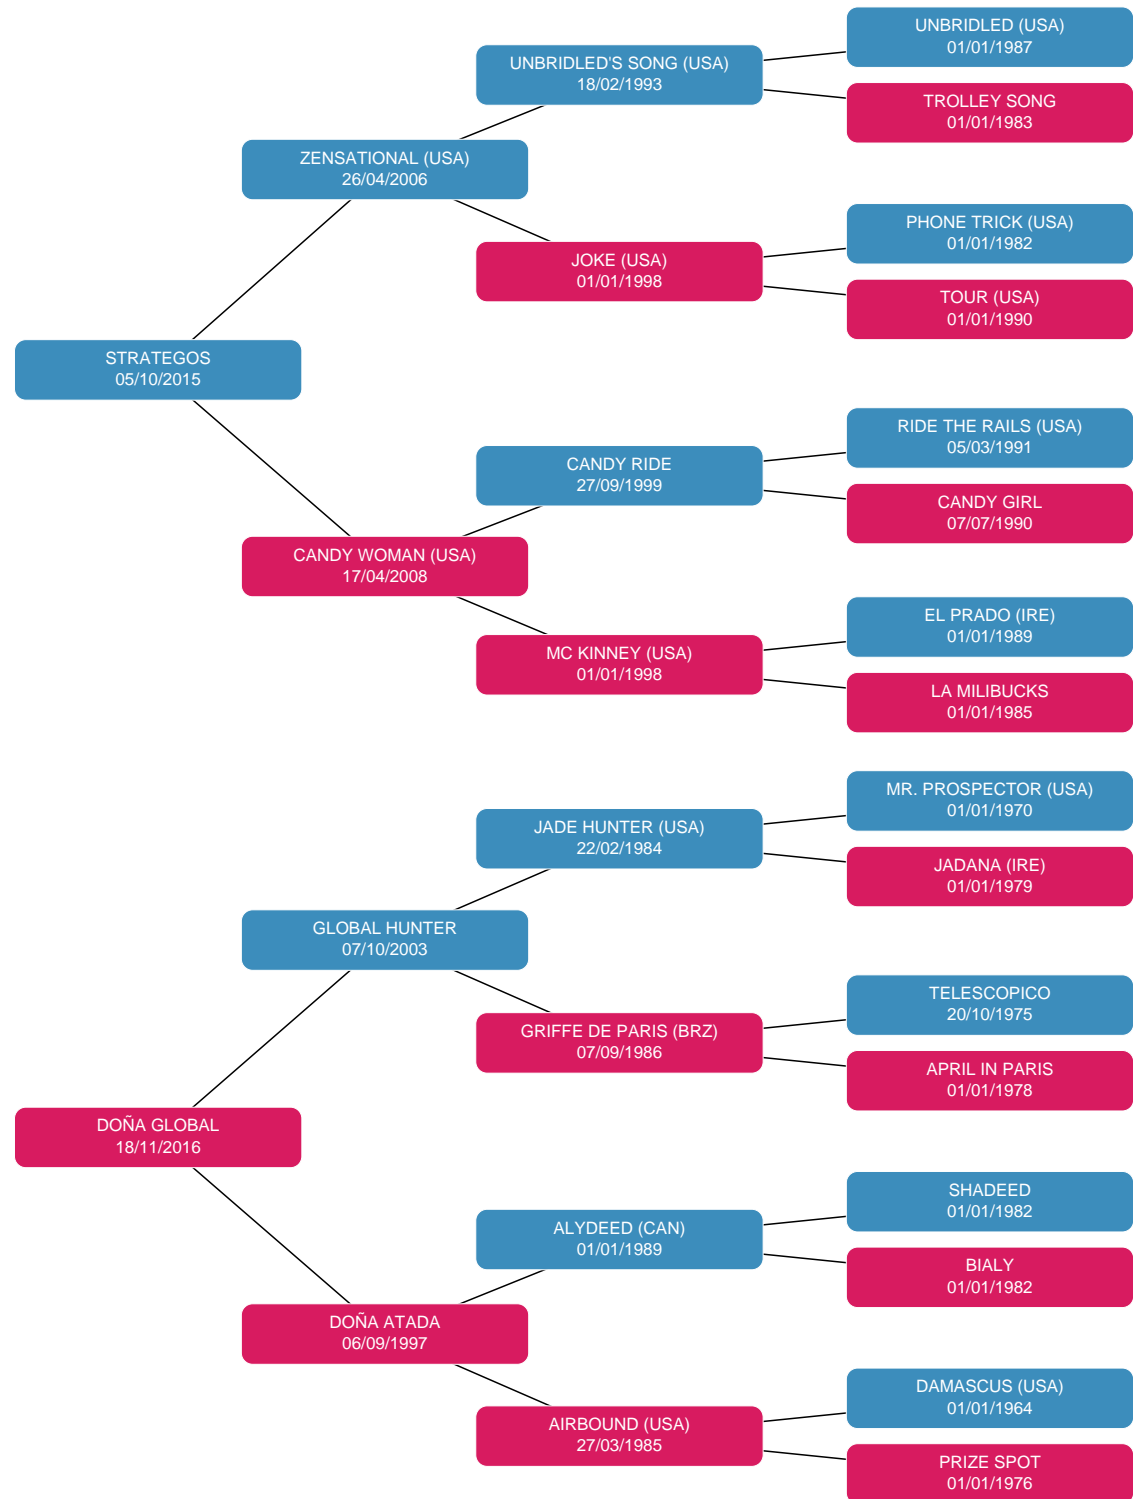 UNBRIDLED (USA)
01/01/1987
UNBRIDLED'S SONG (USA)
18/02/1993
TROLLEY SONG
01/01/1983
ZENSATIONAL (USA)
26/04/2006
PHONE TRICK (USA)
01/01/1982
JOKE (USA)
01/01/1998
TOUR (USA)
01/01/1990
STRATEGOS
05/10/2015
RIDE THE RAILS (USA)
05/03/1991
CANDY RIDE
27/09/1999
CANDY GIRL
07/07/1990
CANDY WOMAN (USA)
17/04/2008
EL PRADO (IRE)
01/01/1989
MC KINNEY (USA)
01/01/1998
LA MILIBUCKS
01/01/1985
MR. PROSPECTOR (USA)
01/01/1970
JADE HUNTER (USA)
22/02/1984
JADANA (IRE)
01/01/1979
GLOBAL HUNTER
07/10/2003
TELESCOPICO
20/10/1975
GRIFFE DE PARIS (BRZ)
07/09/1986
APRIL IN PARIS
01/01/1978
DOÑA GLOBAL
18/11/2016
SHADEED
01/01/1982
ALYDEED (CAN)
01/01/1989
BIALY
01/01/1982
DOÑA ATADA
06/09/1997
DAMASCUS (USA)
01/01/1964
AIRBOUND (USA)
27/03/1985
PRIZE SPOT
01/01/1976